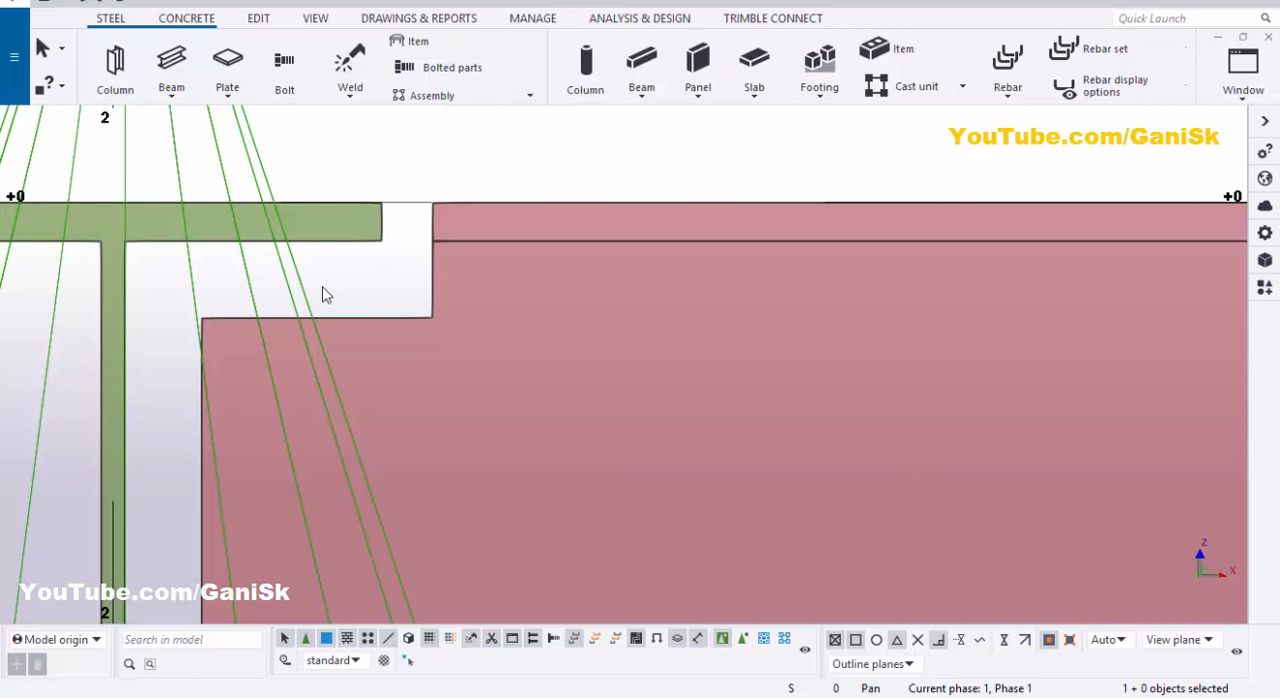 STEEL CONCRETE EDIT VIEW DRAWINGS & REPORTS MANAGE ANALYSIS & DESIGN TRIMBLE CONNECT Quick Launch
Item
Item
Rebar set
Bolted parts
Rebar display options
Cast unit
Column Beam Plate Bolt Weld
Assembly
Column Beam Panel Slab Footing
Rebar
Window
2
YouTube.com/GaniSk
+0
+0
z
x
YouTube.com/GaniSk
2
Model origin
Search in model
Auto
View plane
standard
Outline planes
S 0 Pan Current phase: 1, Phase 1 1 + 0 objects selected